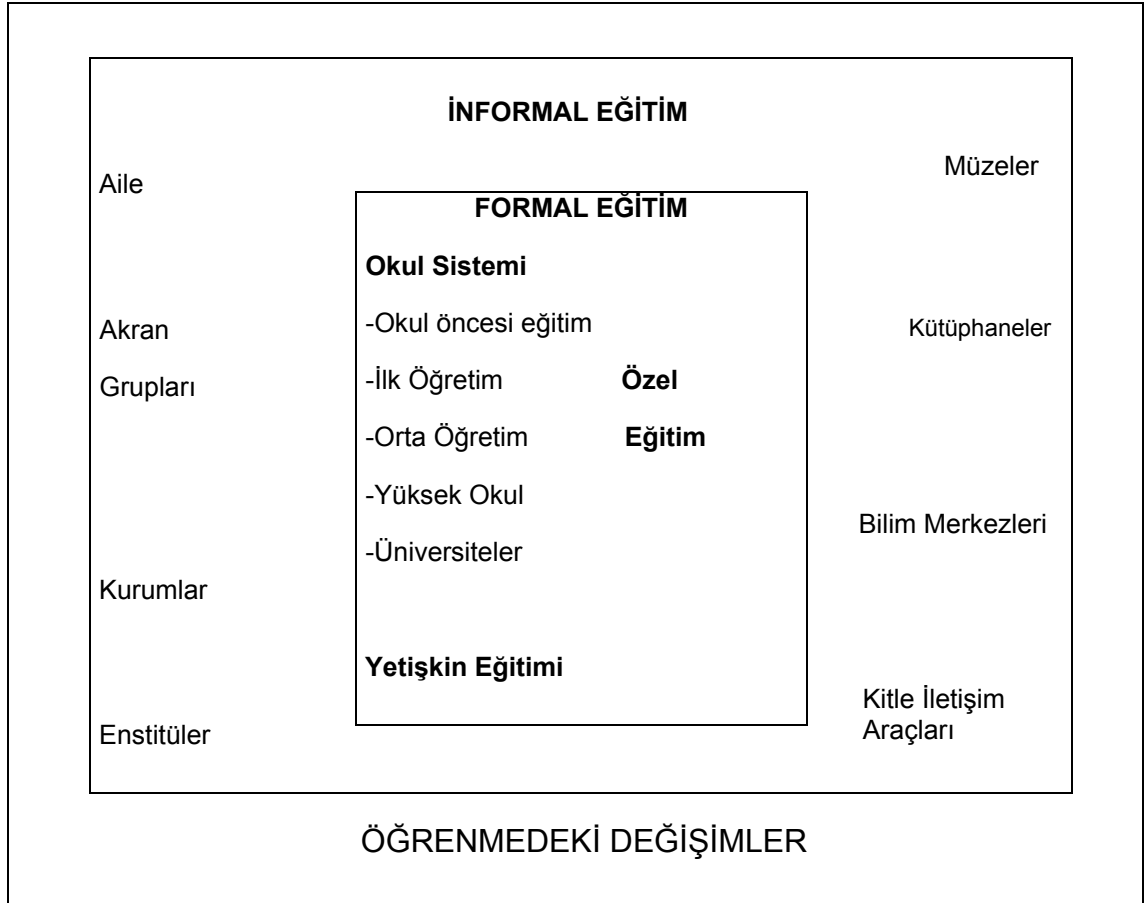 İNFORMAL EĞİTİM
Müzeler
Aile
FORMAL EĞİTİM
Okul Sistemi
-Okul öncesi eğitim
Akran
Kütüphaneler
Grupları
-İlk Öğretim Özel
-Orta Öğretim Eğitim
-Yüksek Okul
Bilim Merkezleri
-Üniversiteler
Kurumlar
Yetişkin Eğitimi
Kitle İletişim
Araçları
Enstitüler
ÖĞRENMEDEKİ DEĞİŞİMLER